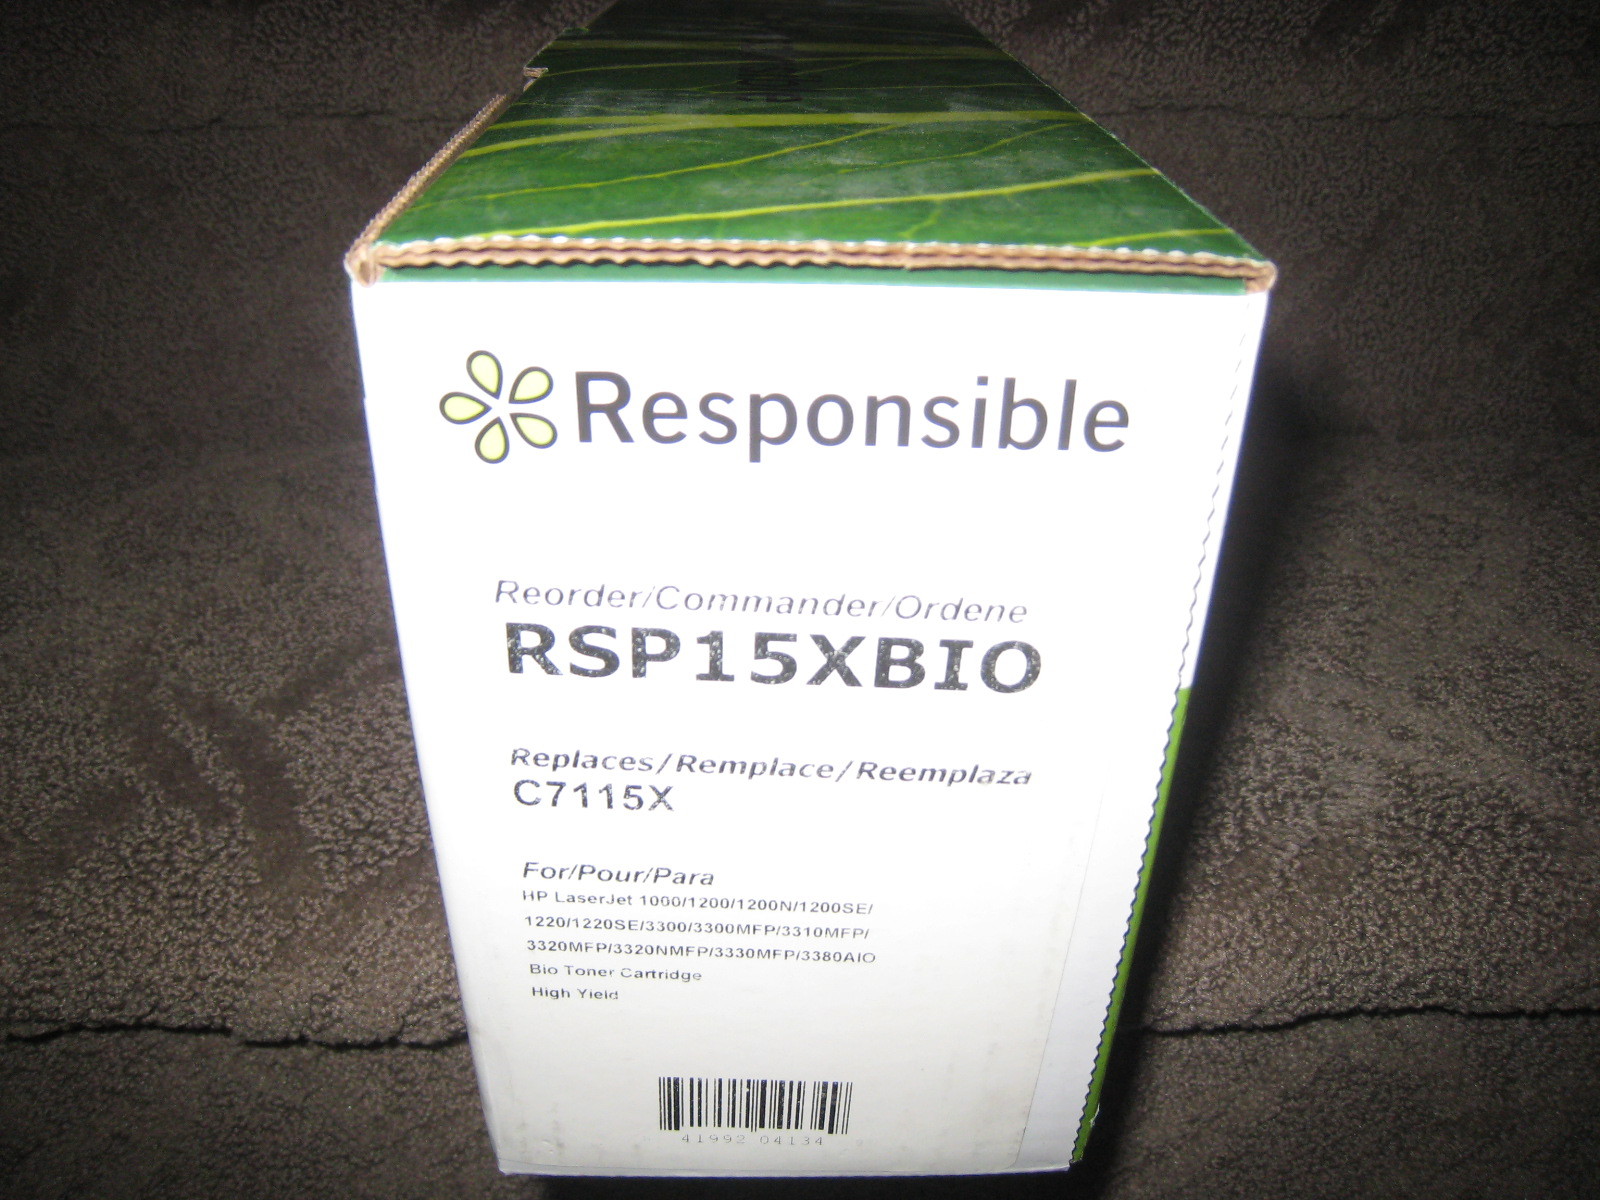 Responsible
Reorder/Commander/Ordene
RSP15XBIO
Replaces/Remplace/Reemplaza
C7115X
For/Pour/Para
HP LaserJet 1000/1200/1200N/1200SE/
1220/1220SE/3300/3300MFP/3310MFP/
3320MFP/3320NMFP/3330MFP/3380AIO
Bio Toner Cartridge
High Yield
41992 04134